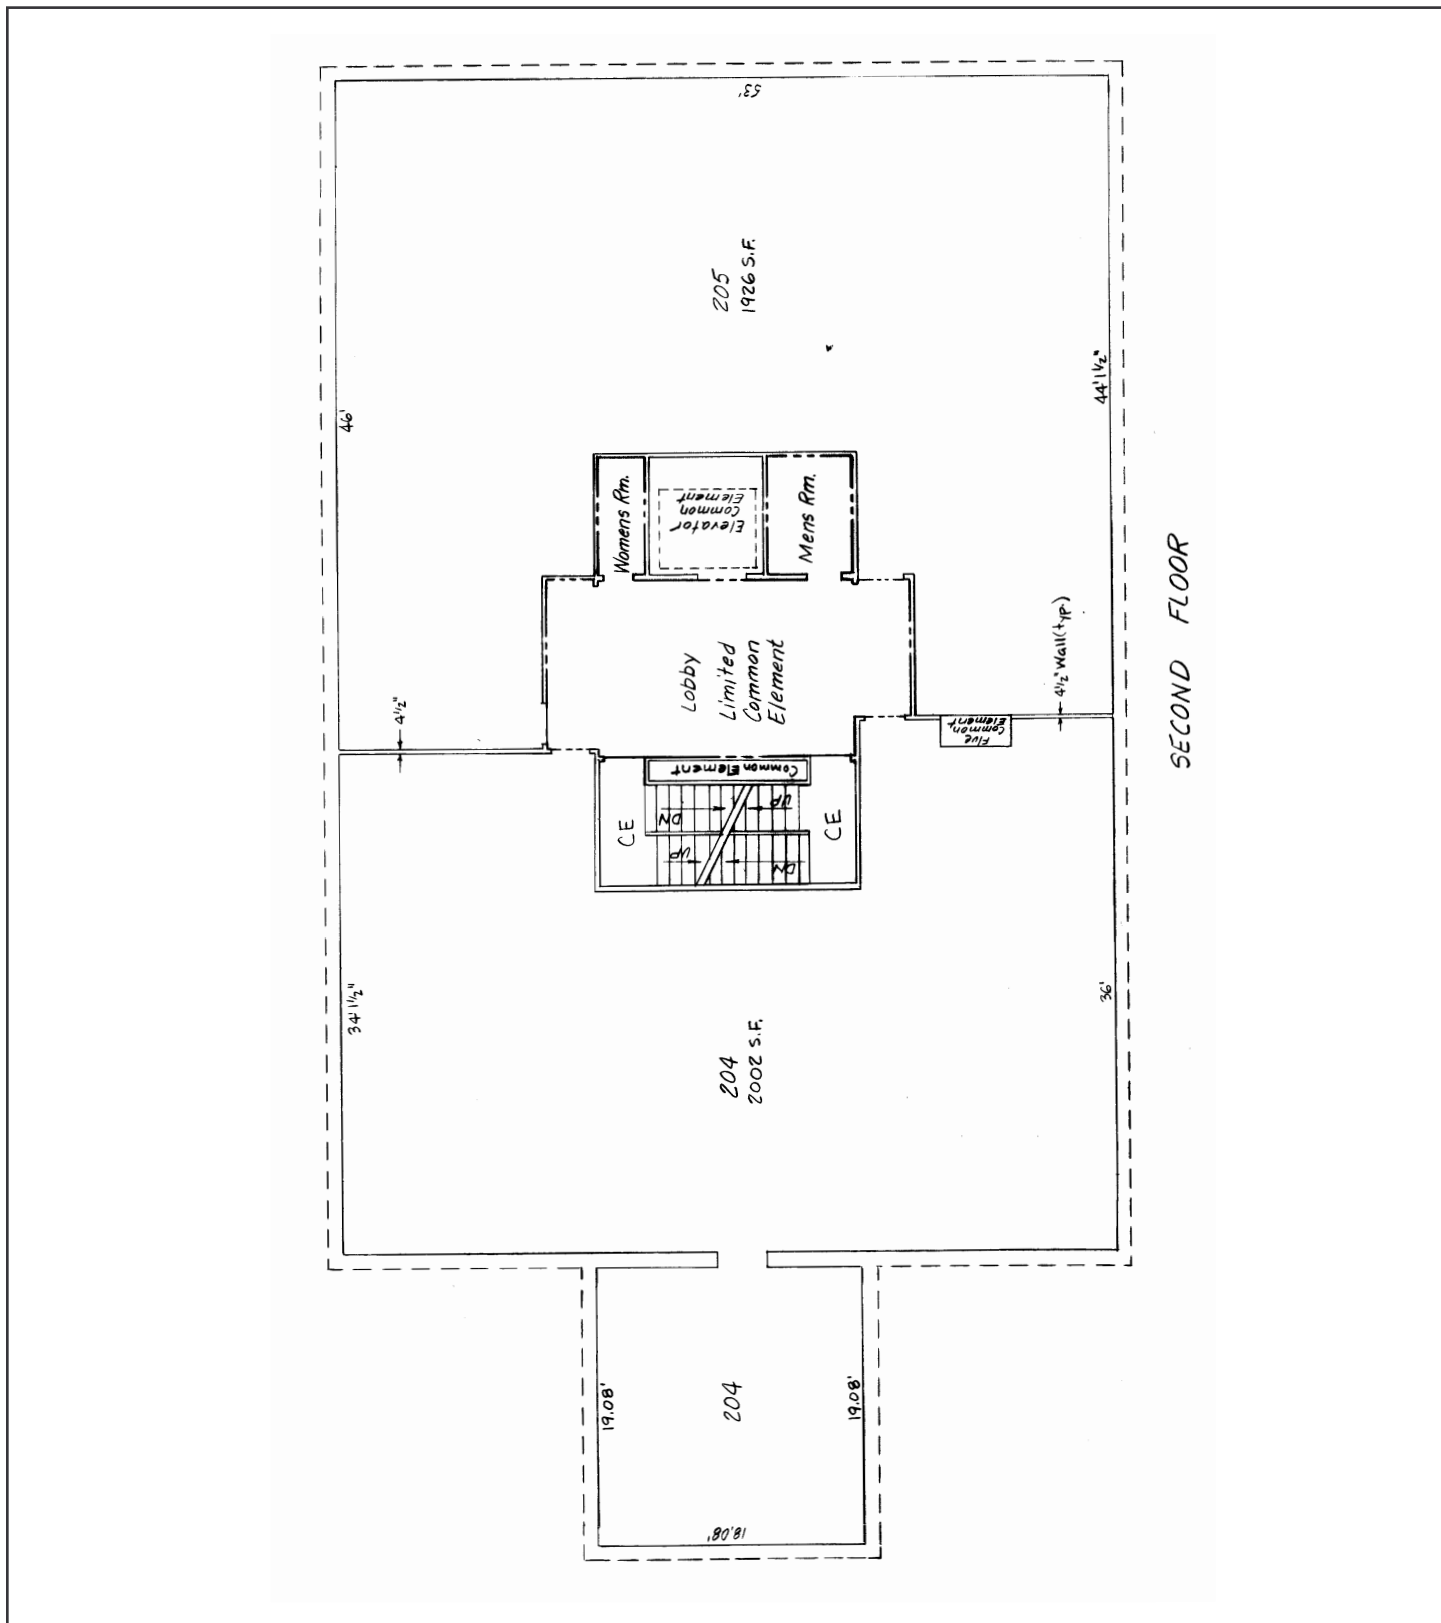 53'
205
1926 S.F.
46'
44'1½"
Womens Rm.
Elevator
Common
Element
Mens Rm.
Lobby
Limited
Common
Element
4½"
4½" Wall(typ.)
Flue
Common
Element
SECOND FLOOR
Common Element
CE
DN
UP
UP
DN
CE
34'1½"
36'
204
2002 S.F.
19.08'
204
19.08'
18.08'